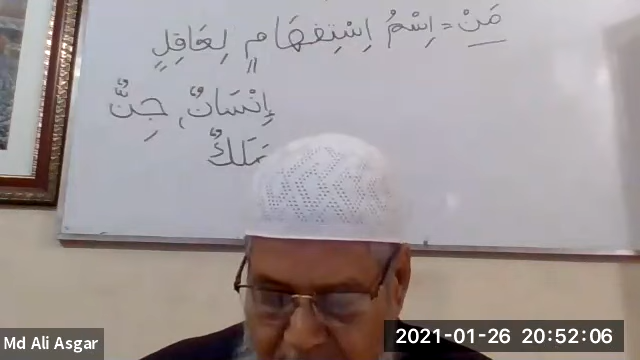 مَنْ = اِسْمُ اِسْتِفْهَامٍ لِعَاقِلٍ
اِنْسَانٌ، جِنٌّ
مَلَكٌ
Md Ali Asgar
2021-01-26 20:52:06